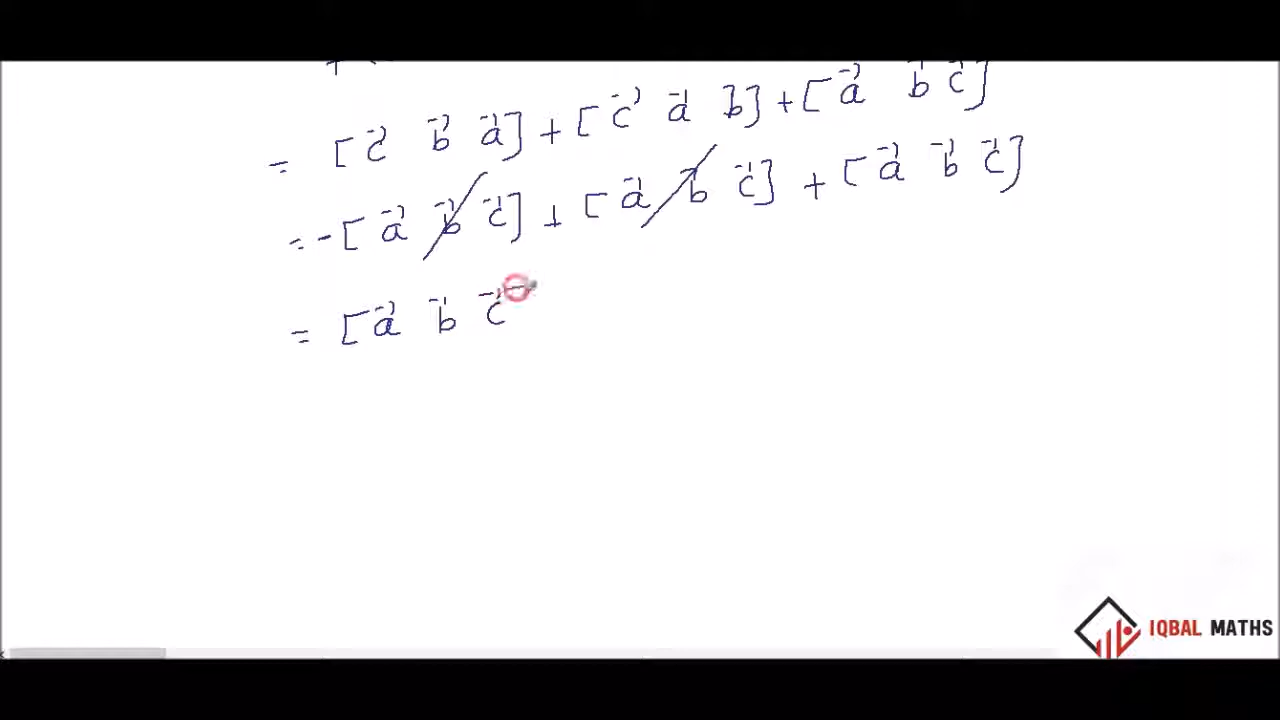 = [c⃗ b⃗ a⃗] + [c⃗ a⃗ b] + [a⃗ b⃗ c⃗]
= -[a⃗ b⃗ c⃗] + [a⃗ b⃗ c⃗] + [a⃗ b⃗ c⃗]
= [a⃗ b⃗ c⃗
IQBAL MATHS